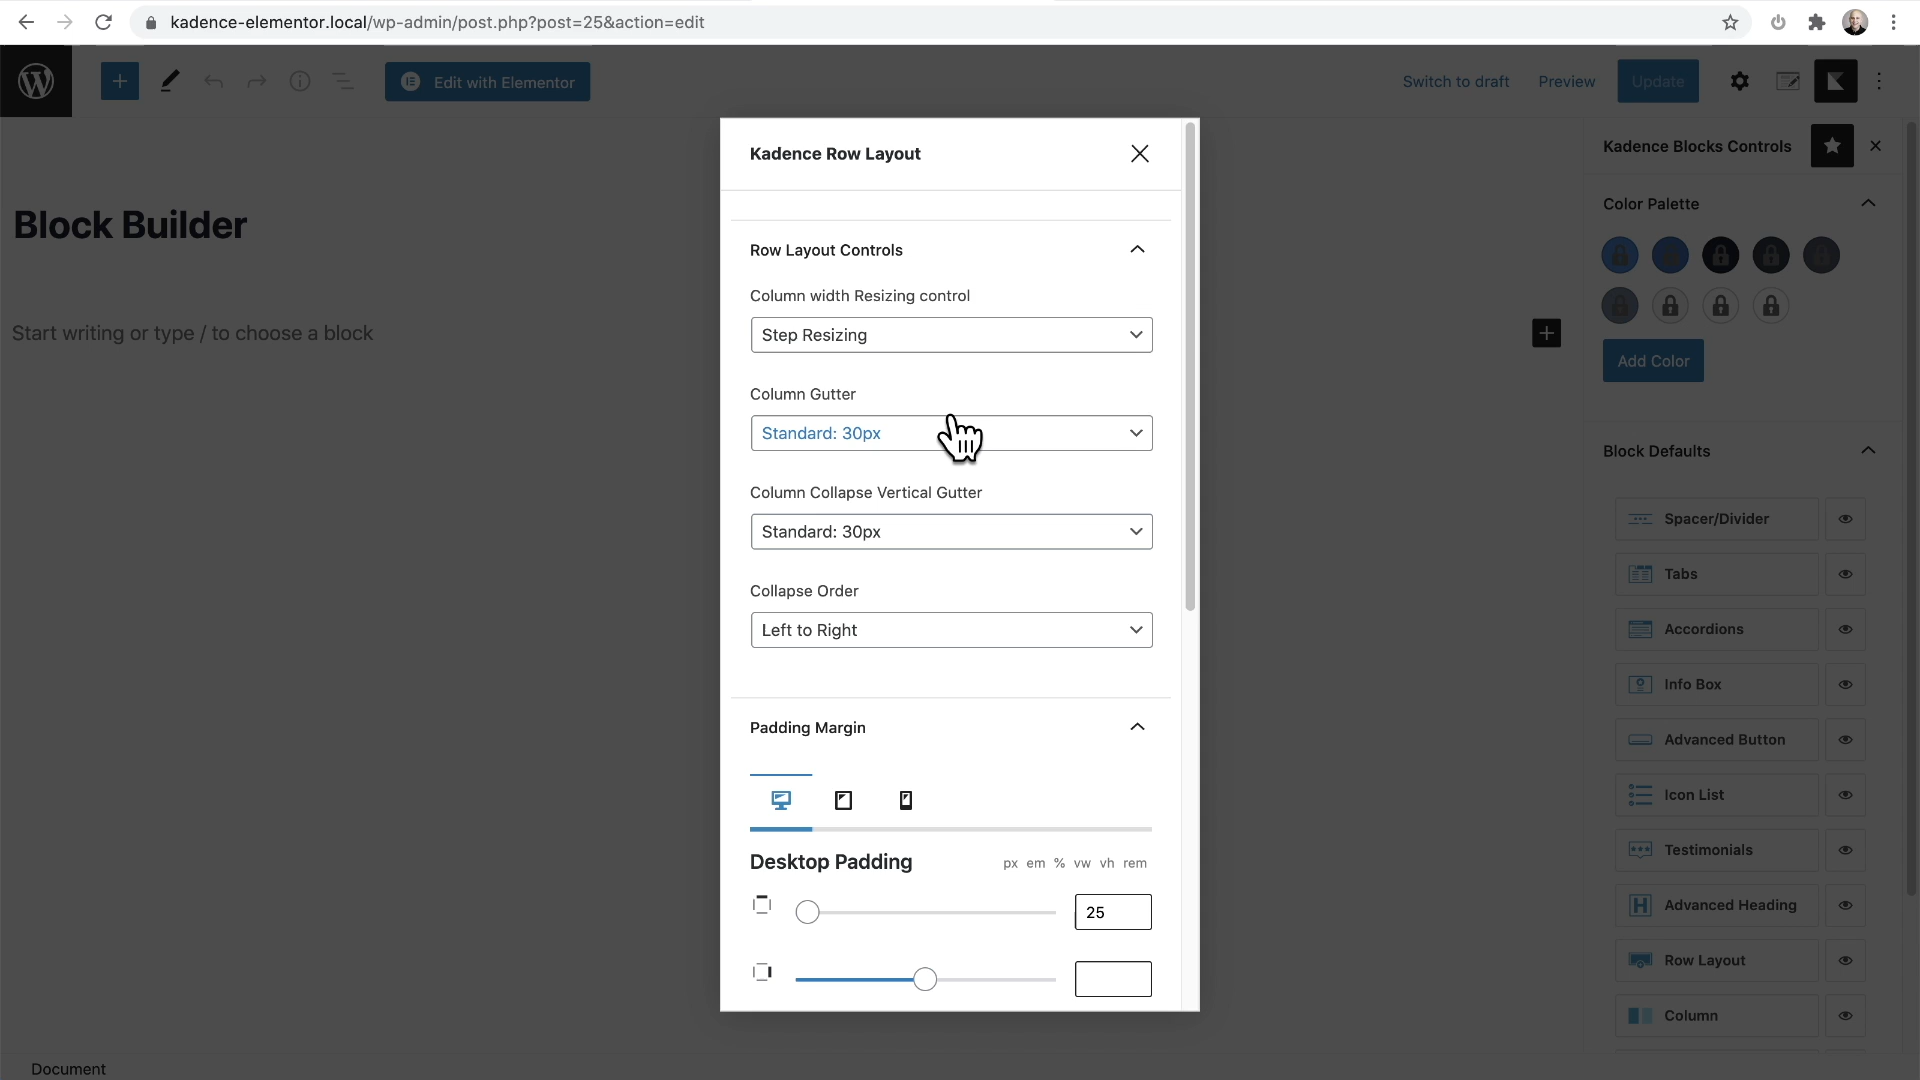 kadence-elementor.local/wp-admin/post.php?post=25&action=edit
Edit with Elementor
Switch to draft
Preview
Update
Block Builder
Start writing or type / to choose a block
Kadence Row Layout
Row Layout Controls
Column width Resizing control
Step Resizing
Column Gutter
Standard: 30px
Column Collapse Vertical Gutter
Standard: 30px
Collapse Order
Left to Right
Padding Margin
Desktop Padding
px em % vw vh rem
25
Kadence Blocks Controls
Color Palette
Add Color
Block Defaults
Spacer/Divider
Tabs
Accordions
Info Box
Advanced Button
Icon List
Testimonials
Advanced Heading
Row Layout
Column
Document